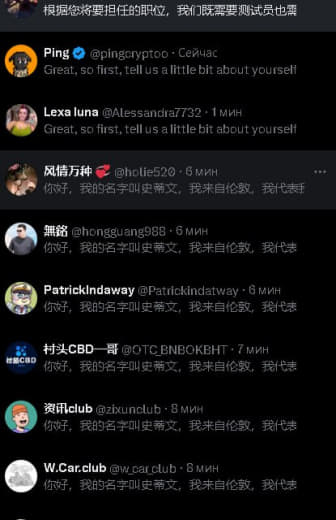 根据您将要担任的职位，我们既需要测试员也需
Ping @pingcryptoo · Сейчас
Great, so first, tell us a little bit about yourself
Lexa luna @Alessandra7732 · 1 мин
Great, so first, tell us a little bit about yourself
风情万种 💞 @holie520 · 6 мин
你好，我的名字叫史蒂文，我来自伦敦，我代表我
無銘 @hongguang988 · 6 мин
你好，我的名字叫史蒂文，我来自伦敦，我代表
PatrickIndaway @Patrickindatway · 6 мин
你好，我的名字叫史蒂文，我来自伦敦，我代表
村头CBD一哥 @OTC_BNBOKBHT · 7 мин
你好，我的名字叫史蒂文，我来自伦敦，我代表
资讯club @zixunclub · 8 мин
你好，我的名字叫史蒂文，我来自伦敦，我代表
W.Car.club @w_car_club · 8 мин
你好，我的名字叫史蒂文，我来自伦敦，我代表